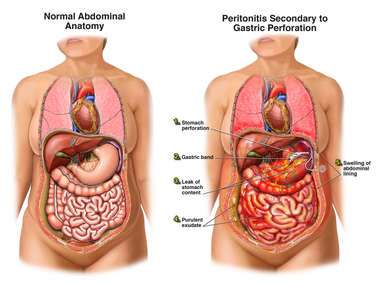 Normal Abdominal
Anatomy
Peritonitis Secondary to
Gastric Perforation
Stomach
perforation
Gastric band
Leak of
stomach
content
Purulent
exudate
Swelling of
abdominal
lining